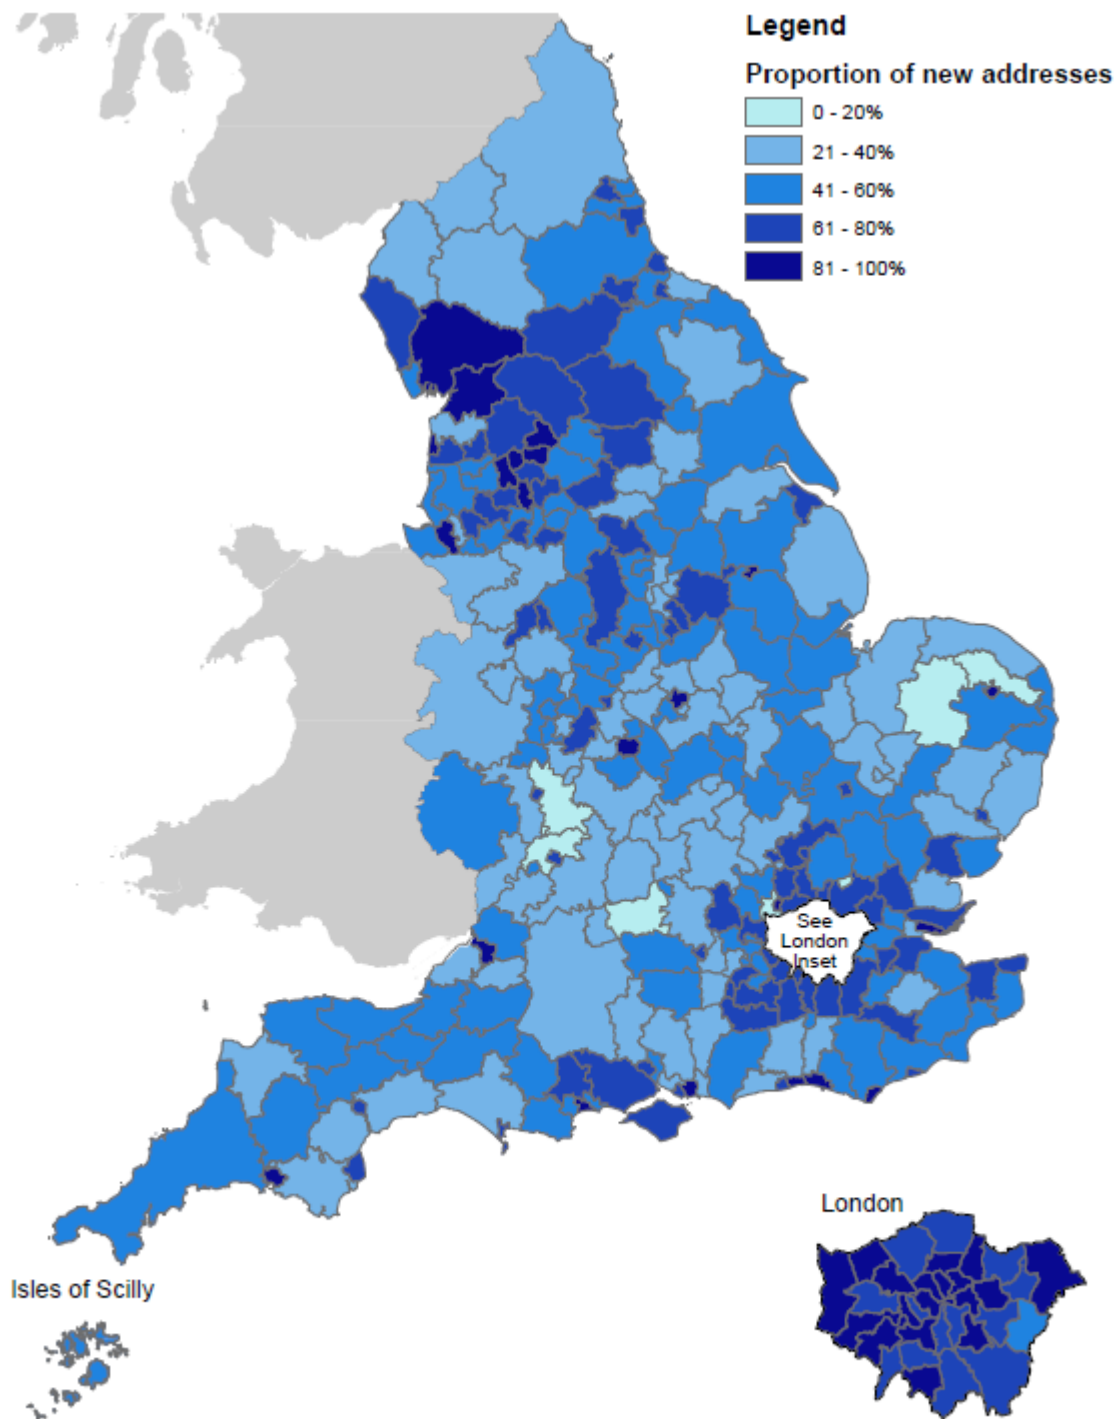 Legend
Proportion of new addresses
0 - 20%
21 - 40%
41 - 60%
61 - 80%
81 - 100%
See
London
Inset
London
Isles of Scilly